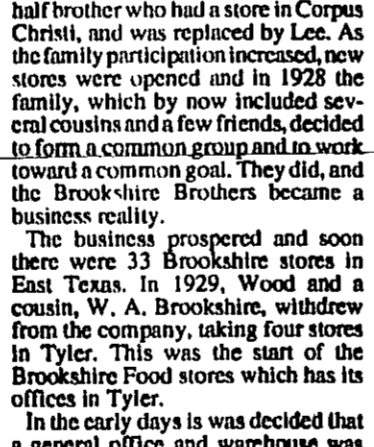 half brother who had a store in Corpus
Christi, and was replaced by Lee. As
the family participation increased, new
stores were opened and in 1928 the
family, which by now included sev-
eral cousins and a few friends, decided
to form a common group and to work
toward a common goal. They did, and
the Brookshire Brothers became a
business reality.
The business prospered and soon
there were 33 Brookshire stores in
East Texas. In 1929, Wood and a
cousin, W. A. Brookshire, withdrew
from the company, taking four stores
in Tyler. This was the start of the
Brookshire Food stores which has its
offices in Tyler.
In the early days is was decided that
a general office and warehouse was